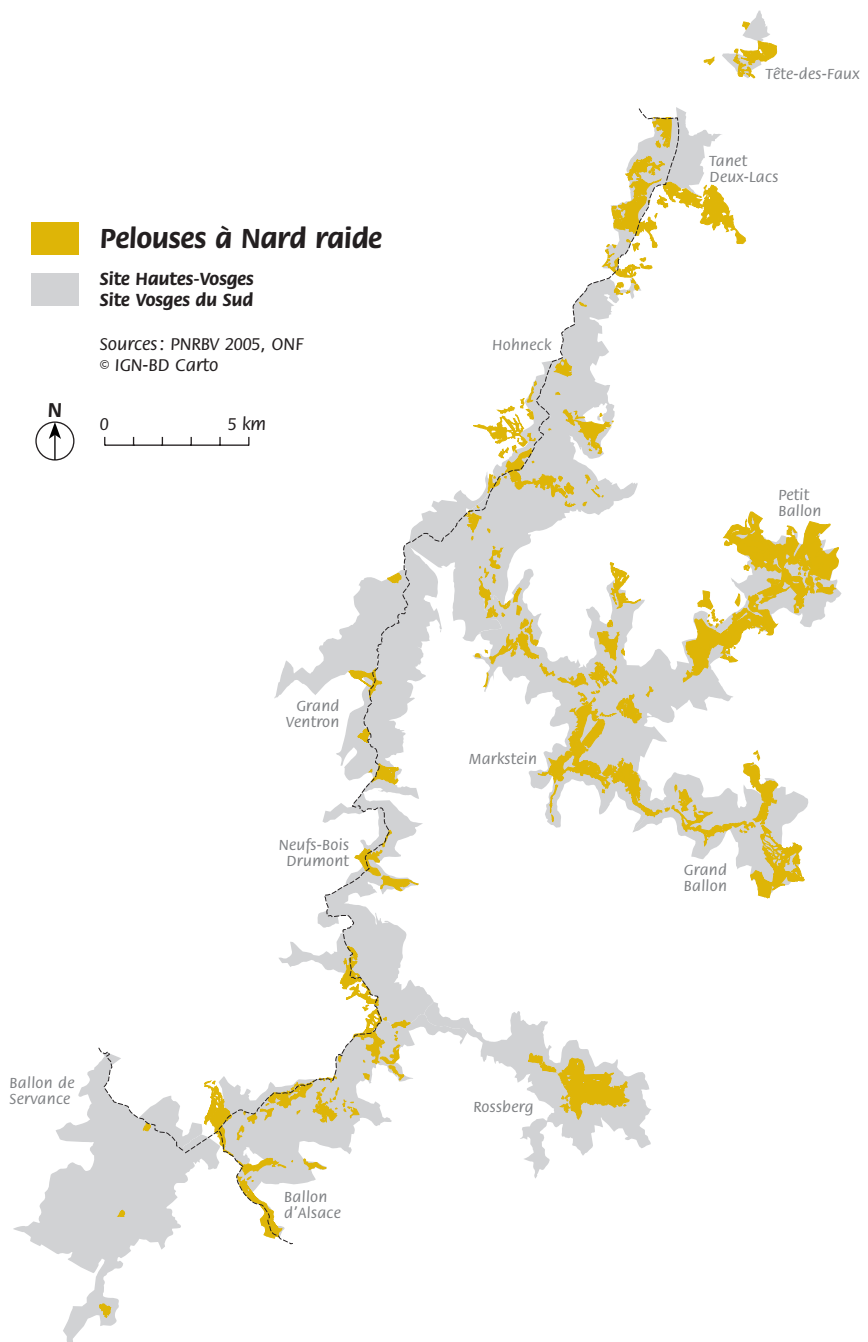 Tête-des-Faux
Tanet
Deux-Lacs
Pelouses à Nard raide
Site Hautes-Vosges
Site Vosges du Sud
Sources : PNRBV 2005, ONF
© IGN-BD Carto
N
0 5 km
Hohneck
Petit
Ballon
Grand
Ventron
Markstein
Neufs-Bois
Drumont
Grand
Ballon
Ballon de
Servance
Rossberg
Ballon
d'Alsace